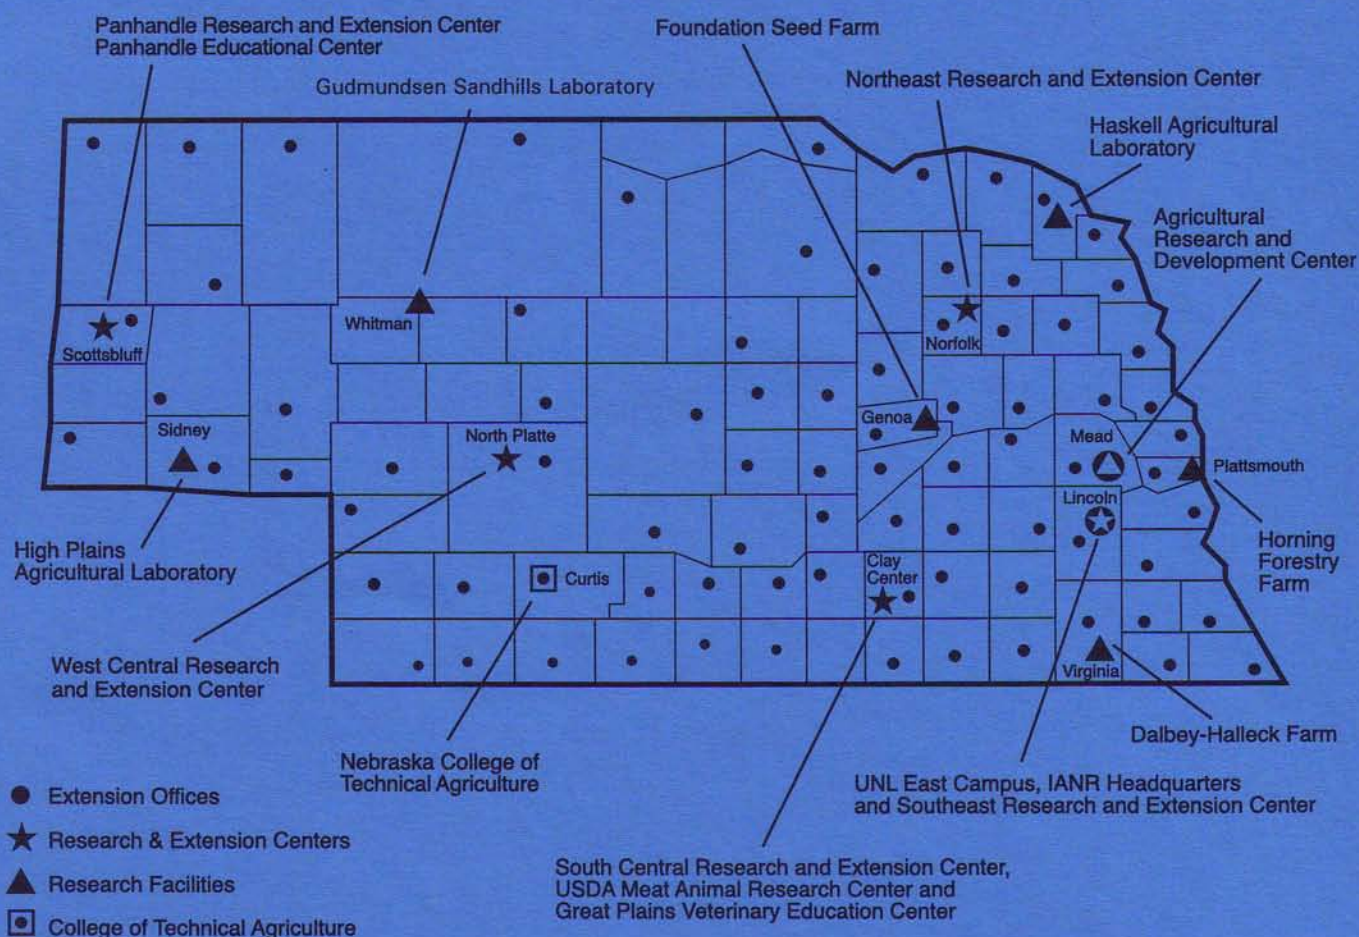 Panhandle Research and Extension Center
Panhandle Educational Center
Foundation Seed Farm
Gudmundsen Sandhills Laboratory
Northeast Research and Extension Center
Haskell Agricultural
Laboratory
Agricultural
Research and
Development Center
Whitman
Scottsbluff
Norfolk
Genoa
Sidney
North Platte
Mead
Plattsmouth
Lincoln
High Plains
Agricultural Laboratory
Horning
Forestry
Farm
Clay
Center
Curtis
West Central Research
and Extension Center
Virginia
Dalbey-Halleck Farm
Nebraska College of
Technical Agriculture
UNL East Campus, IANR Headquarters
and Southeast Research and Extension Center
Extension Offices
Research & Extension Centers
Research Facilities
College of Technical Agriculture
South Central Research and Extension Center,
USDA Meat Animal Research Center and
Great Plains Veterinary Education Center